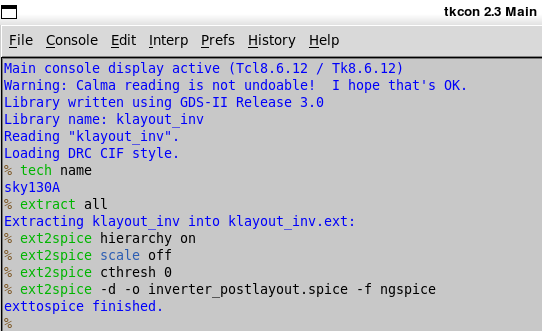 tkcon 2.3 Main
File Console Edit Interp Prefs History Help
Main console display active (Tcl8.6.12 / Tk8.6.12)
Warning: Calma reading is not undoable!  I hope that's OK.
Library written using GDS-II Release 3.0
Library name: klayout_inv
Reading "klayout_inv".
Loading DRC CIF style.
% tech name
sky130A
% extract all
Extracting klayout_inv into klayout_inv.ext:
% ext2spice hierarchy on
% ext2spice scale off
% ext2spice cthresh 0
% ext2spice -d -o inverter_postlayout.spice -f ngspice
exttospice finished.
%